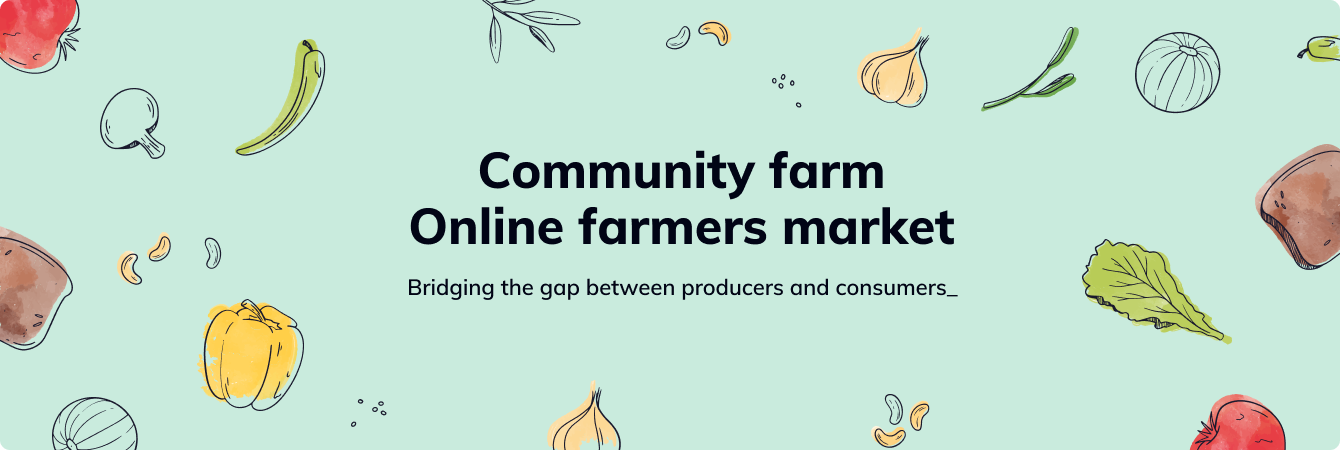 Community farm
Online farmers market
Bridging the gap between producers and consumers_